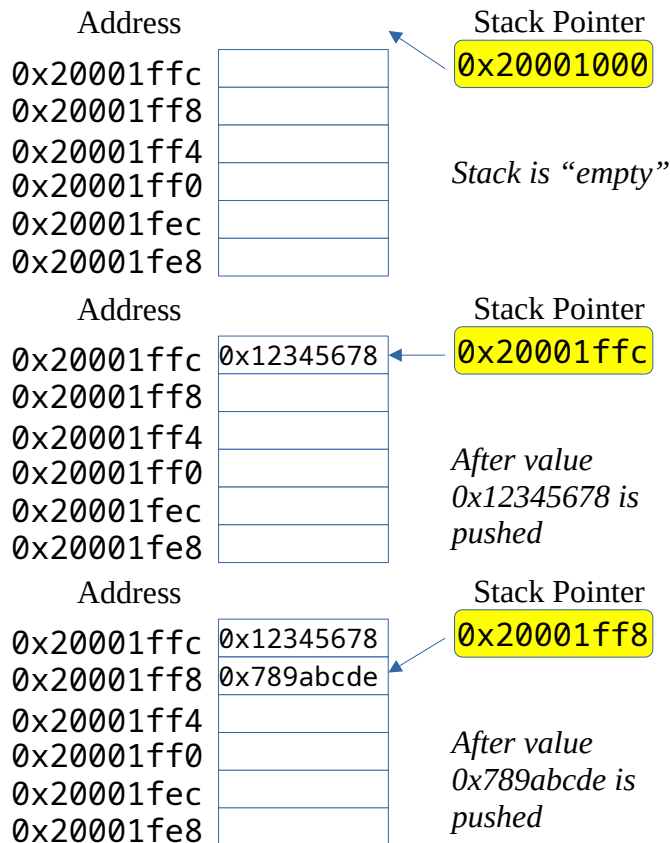 Address Stack Pointer
0x20001000
0x20001ffc
0x20001ff8
0x20001ff4
Stack is “empty”
0x20001ff0
0x20001fec
0x20001fe8
Address Stack Pointer
0x20001ffc 0x12345678 0x20001ffc
0x20001ff8
0x20001ff4
After value
0x20001ff0
0x12345678 is
0x20001fec
pushed
0x20001fe8
Address Stack Pointer
0x20001ffc 0x12345678 0x20001ff8
0x20001ff8 0x789abcde
0x20001ff4
After value
0x20001ff0
0x789abcde is
0x20001fec
pushed
0x20001fe8